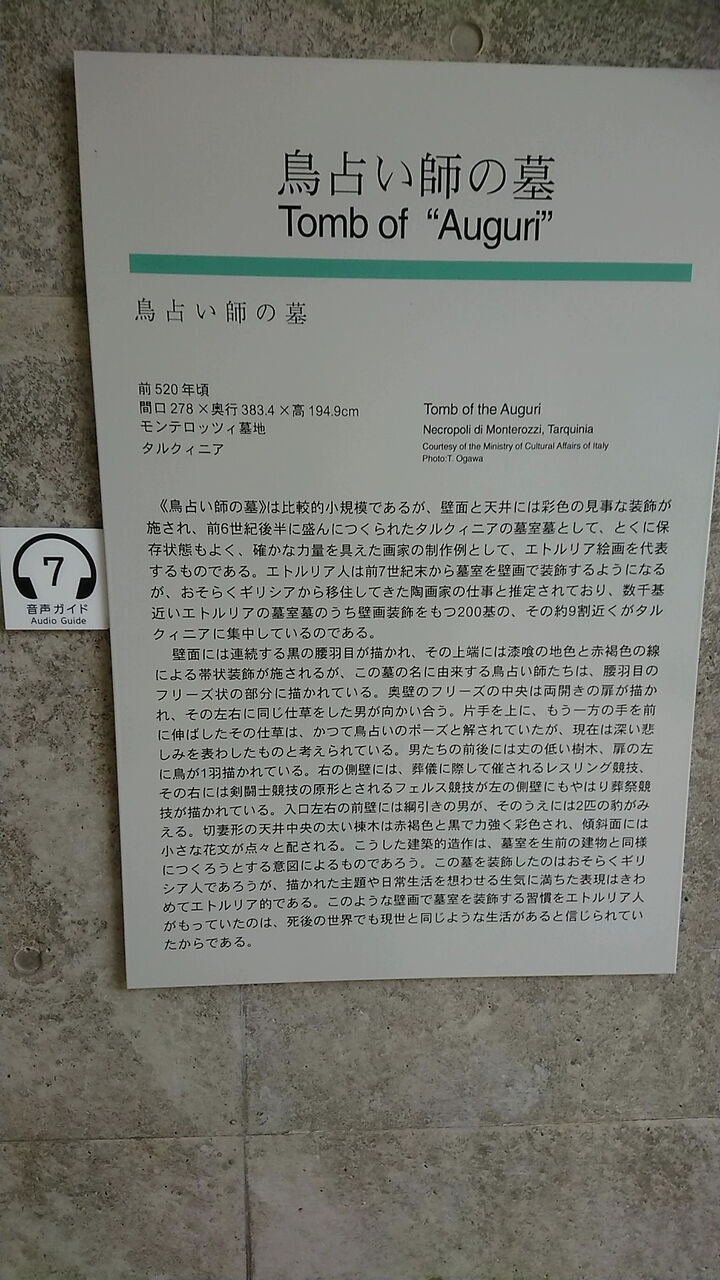 鳥占い師の墓
Tomb of “Auguri”
鳥占い師の墓
前520年頃
間口278×奥行383.4×高194.9cm
モンテロッツィ墓地
タルクィニア
Tomb of the Auguri
Necropoli di Monterozzi, Tarquinia
Courtesy of the Ministry of Cultural Affairs of Italy
Photo:T. Ogawa
《鳥占い師の墓》は比較的小規模であるが、壁面と天井には彩色の見事な装飾が
施され、前6世紀後半に盛んにつくられたタルクィニアの墓室墓として、とくに保
存状態もよく、確かな力量を具えた画家の制作例として、エトルリア絵画を代表
するものである。エトルリア人は前7世紀末から墓室を壁画で装飾するようになる
が、おそらくギリシアから移住してきた陶画家の仕事と推定されており、数千基
近いエトルリアの墓室墓のうち壁画装飾をもつ200基の、その約9割近くがタル
クィニアに集中しているのである。
壁面には連続する黒の腰羽目が描かれ、その上端には漆喰の地色と赤褐色の線
による帯状装飾が施されるが、この墓の名に由来する鳥占い師たちは、腰羽目の
フリーズ状の部分に描かれている。奥壁のフリーズの中央は両開きの扉が描か
れ、その左右に同じ仕草をした男が向かい合う。片手を上に、もう一方の手を前
に伸ばしたその仕草は、かつて鳥占いのポーズと解されていたが、現在は深い悲
しみを表わしたものと考えられている。男たちの前後には丈の低い樹木、扉の左
に鳥が1羽描かれている。右の側壁には、葬儀に際して催されるレスリング競技、
その右には剣闘士競技の原形とされるフェルス競技が左の側壁にもやはり葬祭競
技が描かれている。入口左右の前壁には綱引きの男が、そのうえには2匹の豹がみ
える。切妻形の天井中央の太い棟木は赤褐色と黒で力強く彩色され、傾斜面には
小さな花文が点々と配される。こうした建築的造作は、墓室を生前の建物と同様
につくろうとする意図によるものであろう。この墓を装飾したのはおそらくギリ
シア人であろうが、描かれた主題や日常生活を想わせる生気に満ちた表現はきわ
めてエトルリア的である。このような壁画で墓室を装飾する習慣をエトルリア人
がもっていたのは、死後の世界でも現世と同じような生活があると信じられてい
たからである。
7
音声ガイド
Audio Guide